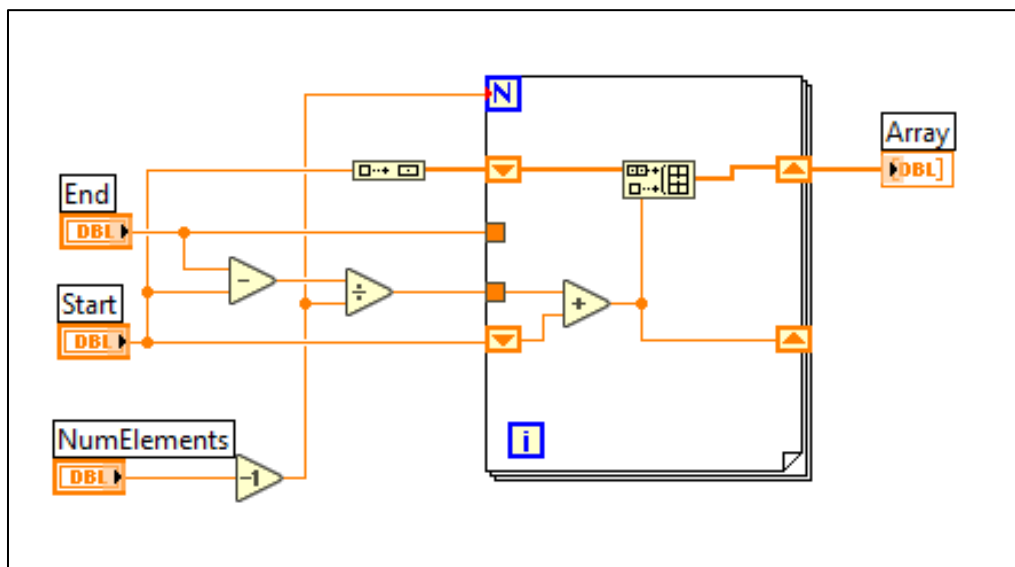 N
Array
DBL]
End
DBL
-
÷
Start
DBL
+
NumElements
DBL
-1
i